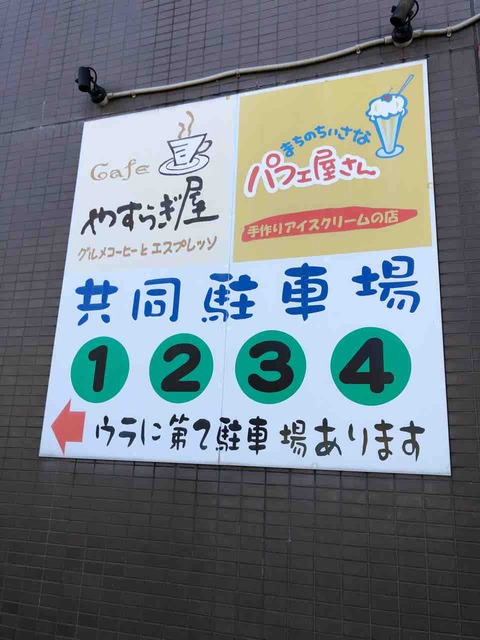 Cafe
やすらぎ屋
グルメコーヒーと エスプレッソ
まちのちいさな
パフェ屋さん
手作りアイスクリームの店
共同駐車場
1 2 3 4
ウラに第2駐車場あります